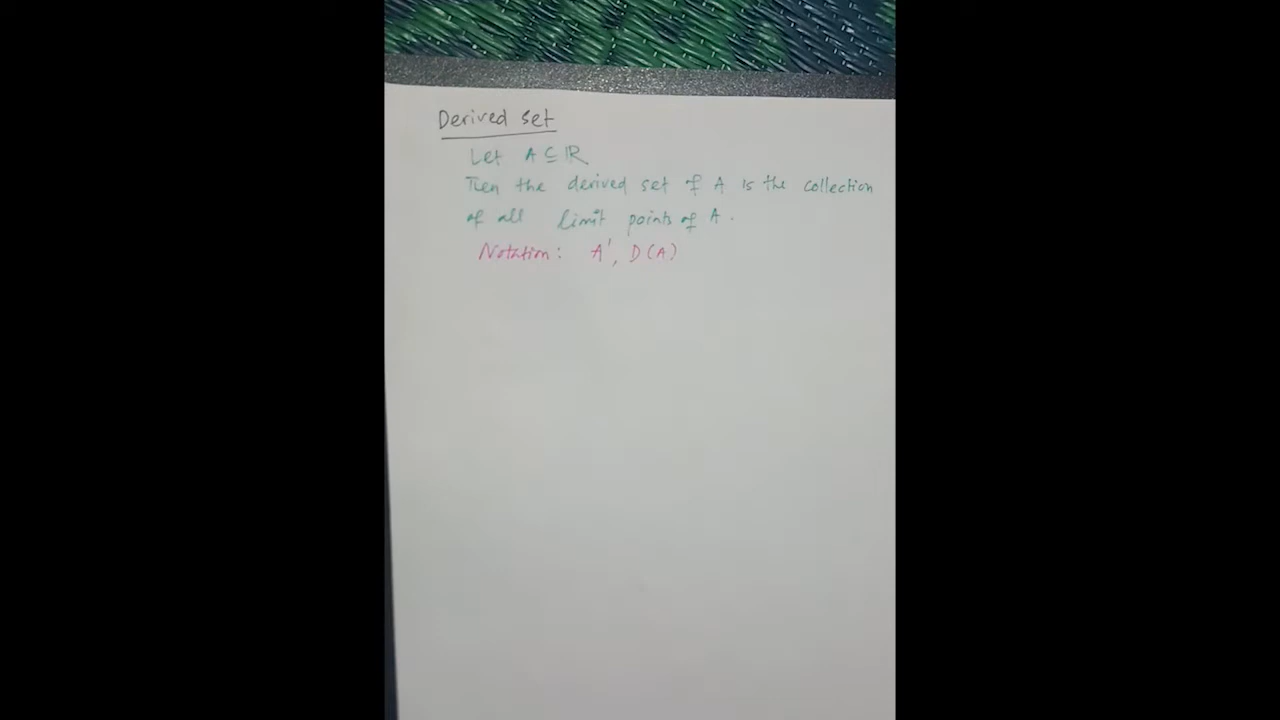 Derived set
Let A ⊆ ℝ
Then the derived set of A is the collection
of all limit points of A.
Notation: A', D(A)